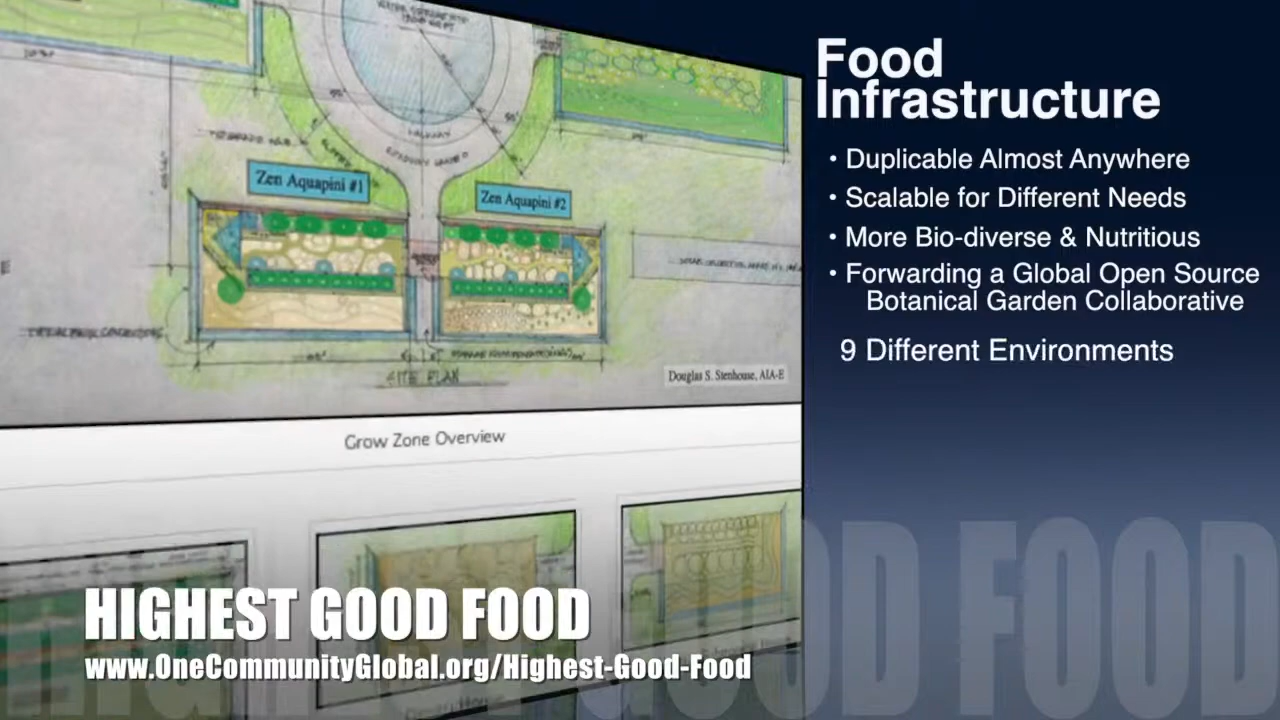 Food
Infrastructure
• Duplicable Almost Anywhere
• Scalable for Different Needs
• More Bio-diverse & Nutritious
• Forwarding a Global Open Source
Botanical Garden Collaborative
9 Different Environments
Zen Aquapini #1
Zen Aquapini #2
SITE PLAN
Douglas S. Stenhouse, AIA-E
Grow Zone Overview
HIGHEST GOOD FOOD
www.OneCommunityGlobal.org/Highest-Good-Food
GOOD FOOD